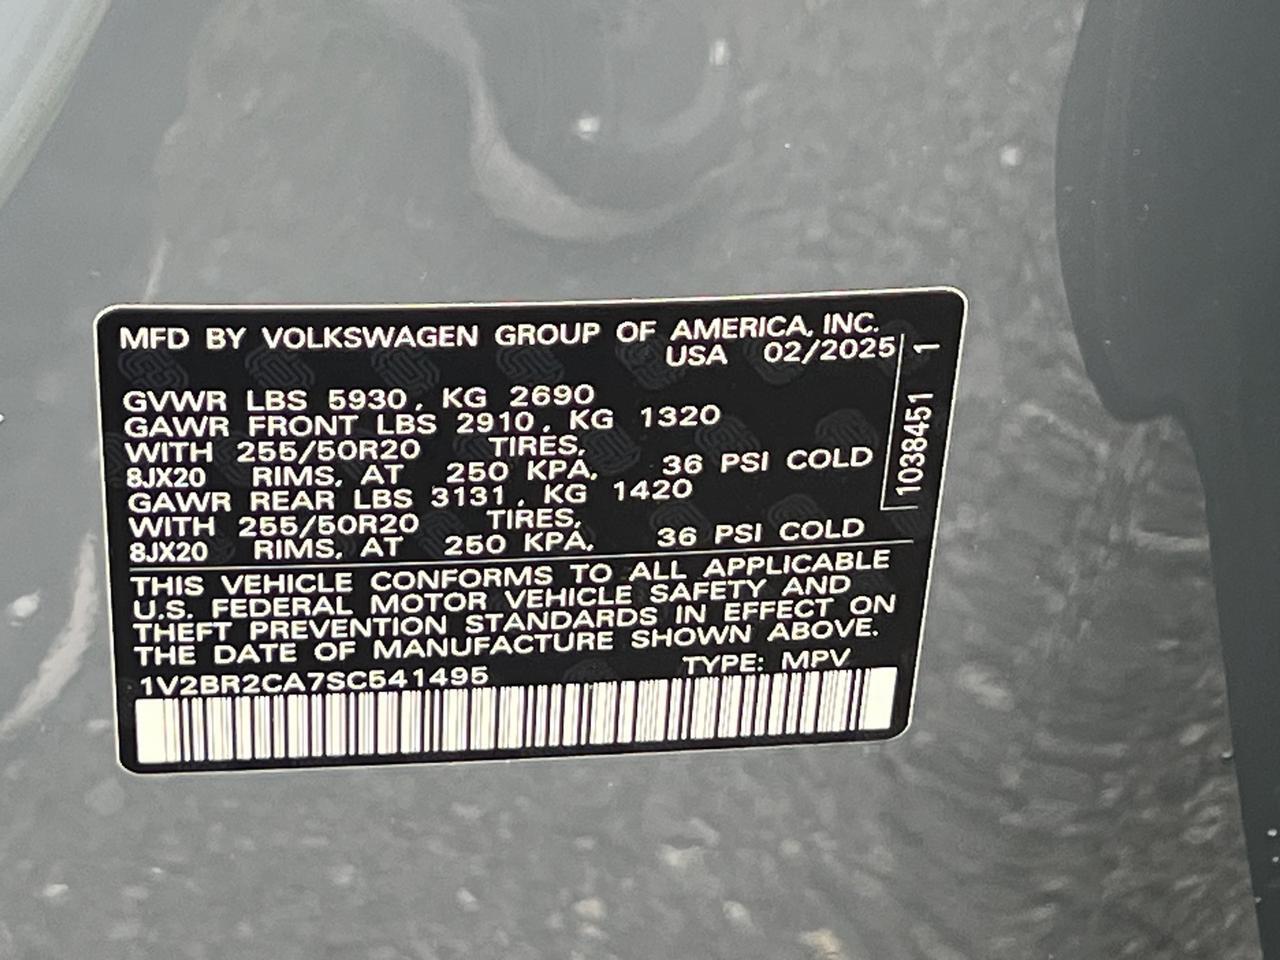 MFD BY VOLKSWAGEN GROUP OF AMERICA, INC.
USA 02/2025
GVWR LBS 5930, KG 2690
GAWR FRONT LBS 2910, KG 1320
WITH 255/50R20 TIRES,
8JX20 RIMS, AT 250 KPA, 36 PSI COLD
GAWR REAR LBS 3131, KG 1420
WITH 255/50R20 TIRES,
8JX20 RIMS, AT 250 KPA, 36 PSI COLD
THIS VEHICLE CONFORMS TO ALL APPLICABLE
U.S. FEDERAL MOTOR VEHICLE SAFETY AND
THEFT PREVENTION STANDARDS IN EFFECT ON
THE DATE OF MANUFACTURE SHOWN ABOVE.
1V2BR2CA7SC541495 TYPE: MPV
1038451 1